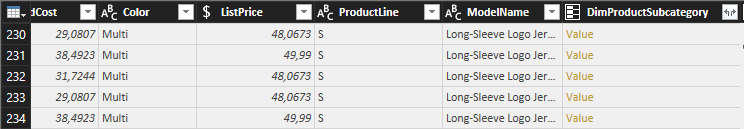 dCost Color ListPrice ProductLine ModelName DimProductSubcategory
230 29,0807 Multi 48,0673 S Long-Sleeve Logo Jer... Value
231 38,4923 Multi 49,99 S Long-Sleeve Logo Jer... Value
232 31,7244 Multi 48,0673 S Long-Sleeve Logo Jer... Value
233 29,0807 Multi 48,0673 S Long-Sleeve Logo Jer... Value
234 38,4923 Multi 49,99 S Long-Sleeve Logo Jer... Value